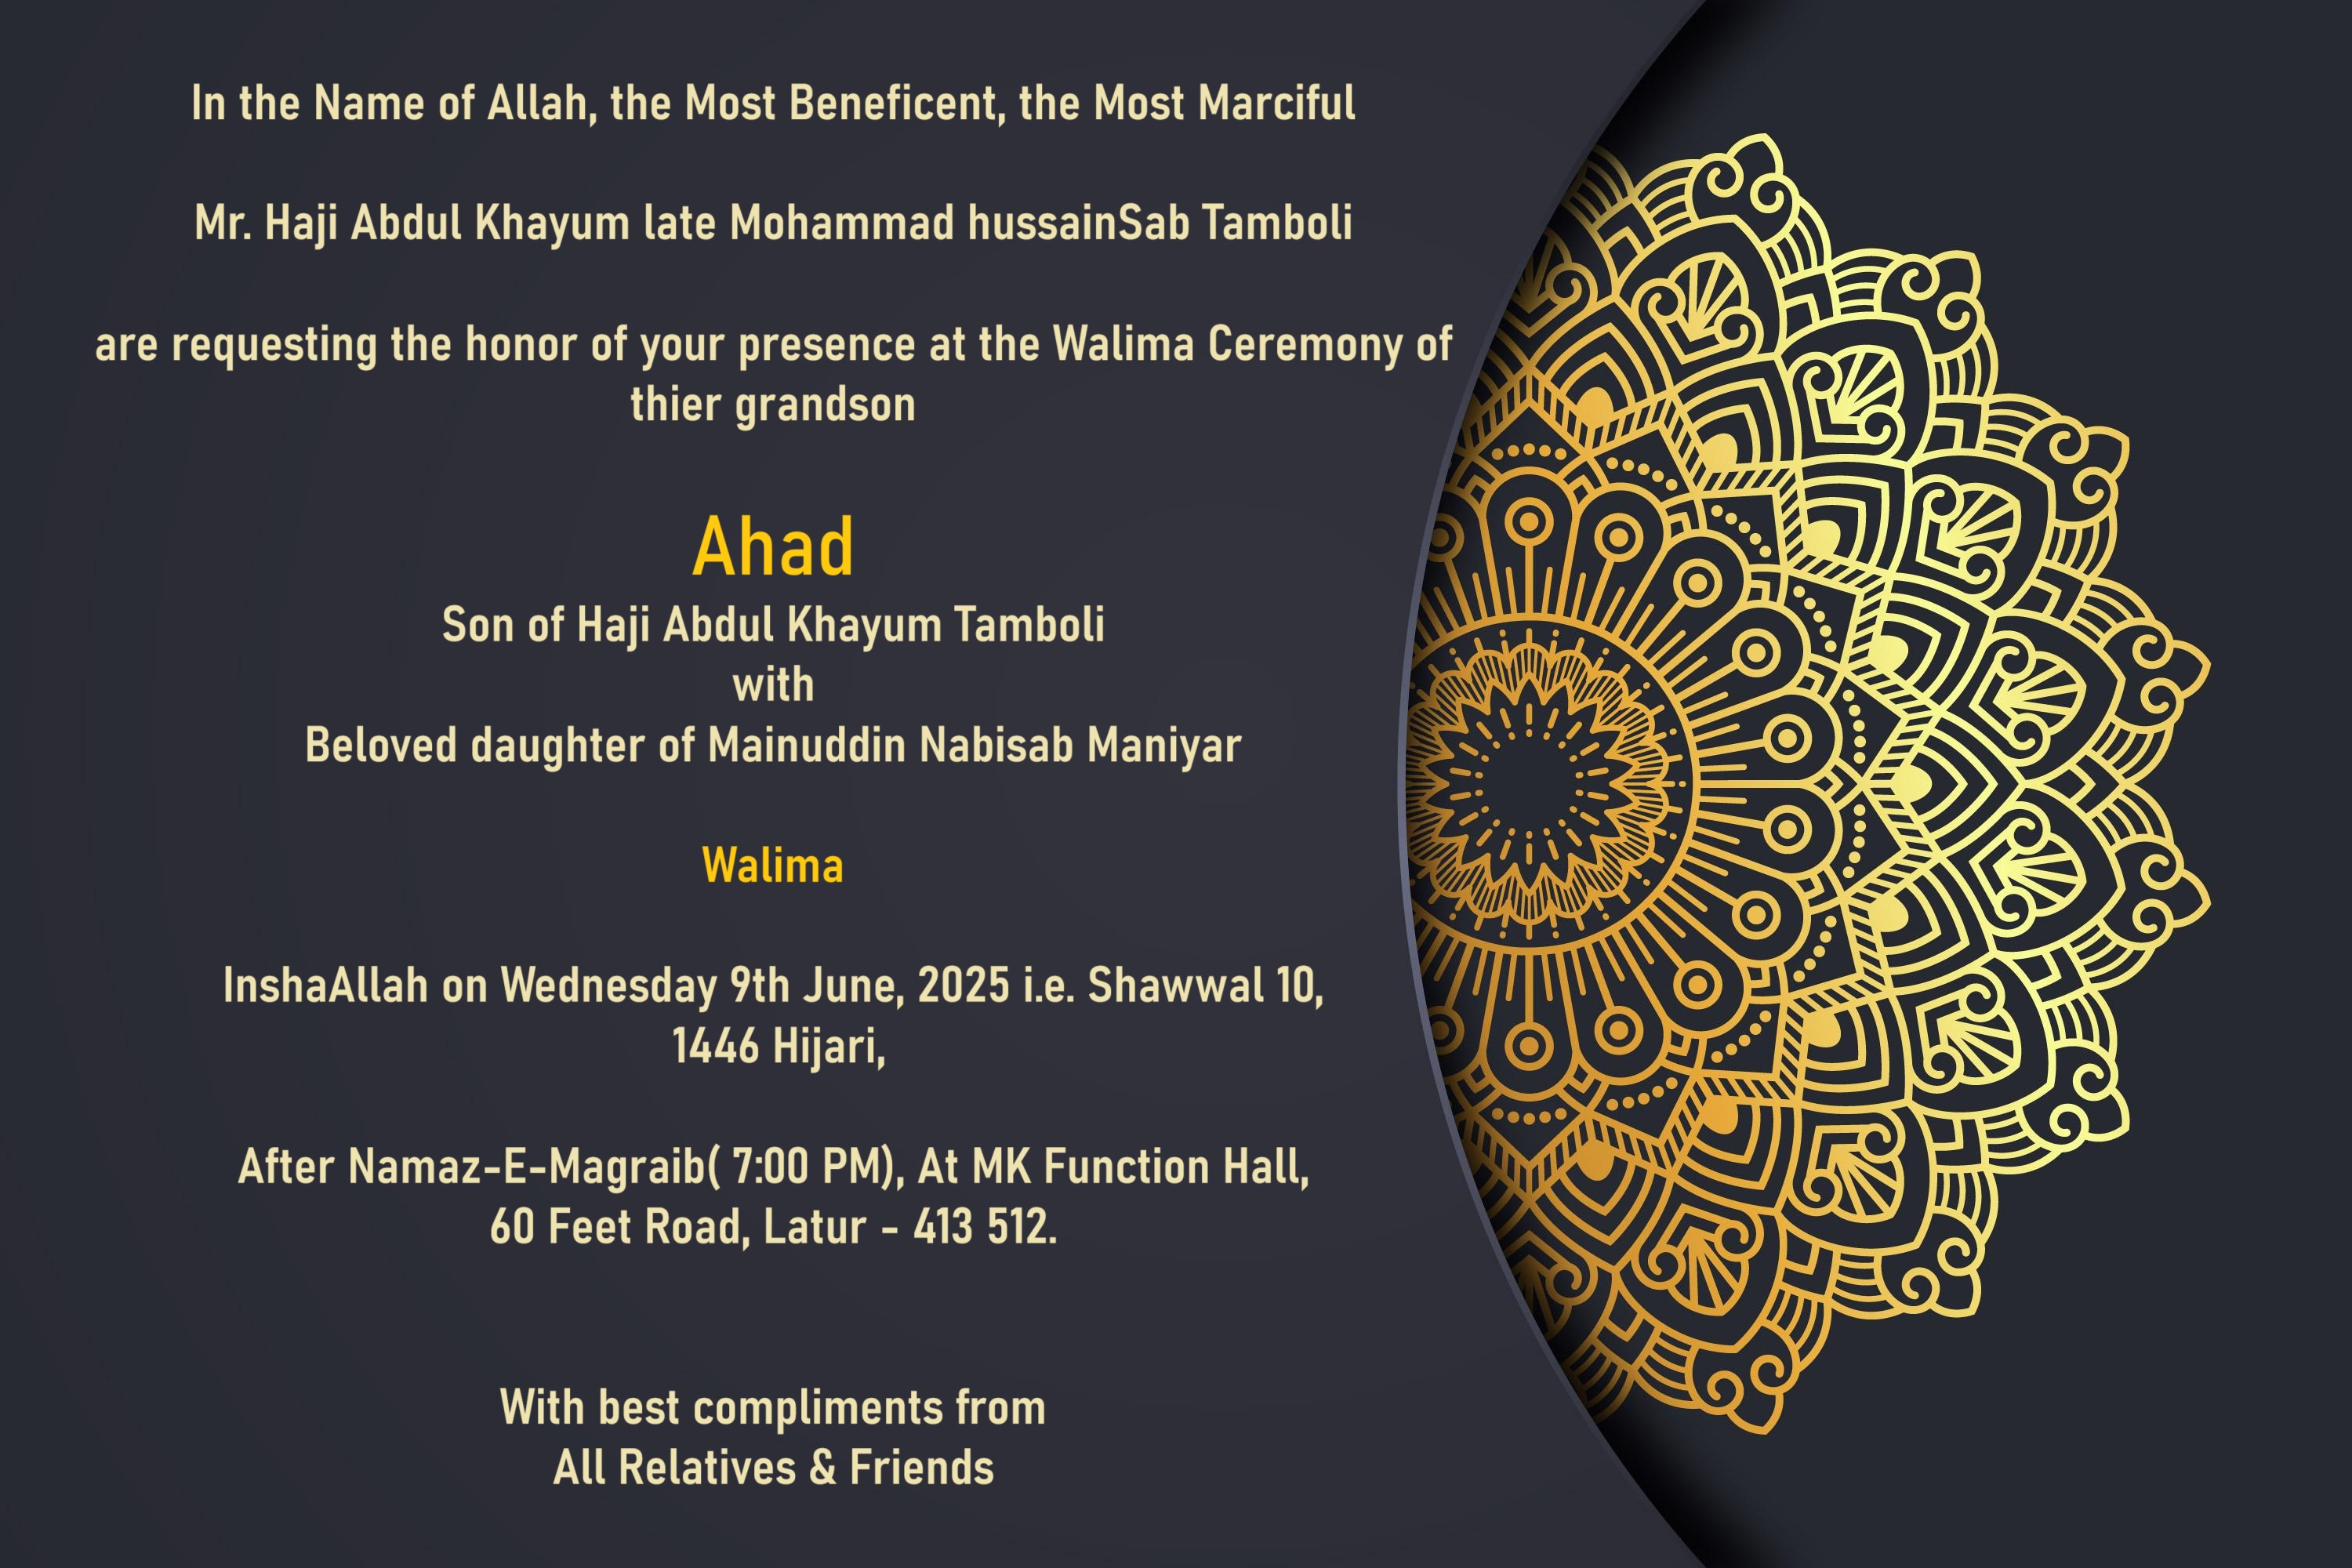 In the Name of Allah, the Most Beneficent, the Most Marciful
Mr. Haji Abdul Khayum late Mohammad hussainSab Tamboli
are requesting the honor of your presence at the Walima Ceremony of
thier grandson
Ahad
Son of Haji Abdul Khayum Tamboli
with
Beloved daughter of Mainuddin Nabisab Maniyar
Walima
InshaAllah on Wednesday 9th June, 2025 i.e. Shawwal 10,
1446 Hijari,
After Namaz-E-Magraib( 7:00 PM), At MK Function Hall,
60 Feet Road, Latur - 413 512.
With best compliments from
All Relatives & Friends